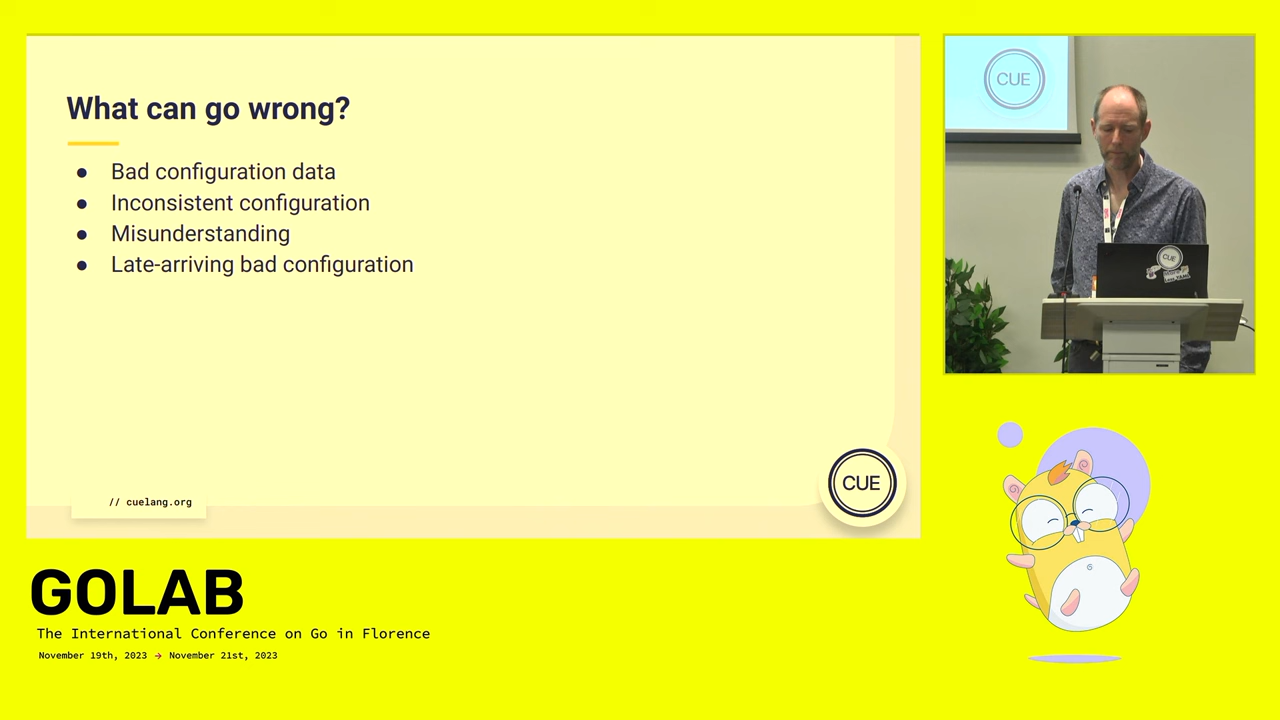 What can go wrong?
● Bad configuration data
● Inconsistent configuration
● Misunderstanding
● Late-arriving bad configuration
// cuelang.org
CUE
CUE
CUE
GOLAB
The International Conference on Go in Florence
November 19th, 2023 → November 21st, 2023